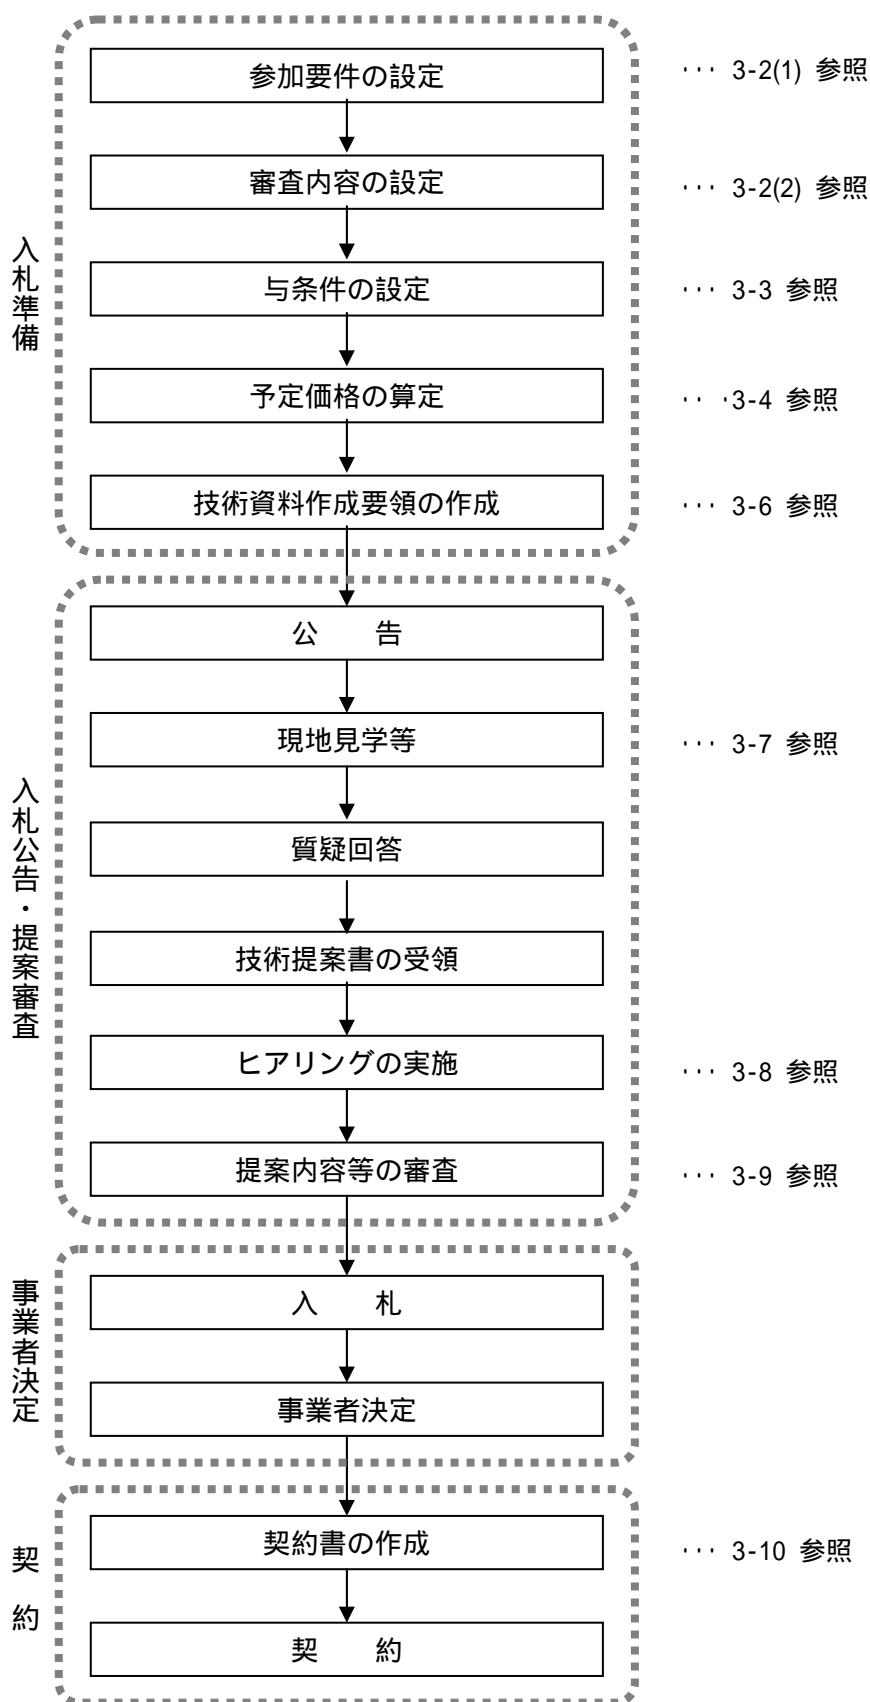 入札準備
参加要件の設定 ··· 3-2(1) 参照
審査内容の設定 ··· 3-2(2) 参照
与条件の設定 ··· 3-3 参照
予定価格の算定 ·· ·3-4 参照
技術資料作成要領の作成 ··· 3-6 参照
入札公告・提案審査
公　　告
現地見学等 ··· 3-7 参照
質疑回答
技術提案書の受領
ヒアリングの実施 ··· 3-8 参照
提案内容等の審査 ··· 3-9 参照
事業者決定
入　　札
事業者決定
契　約
契約書の作成 ··· 3-10 参照
契　　約